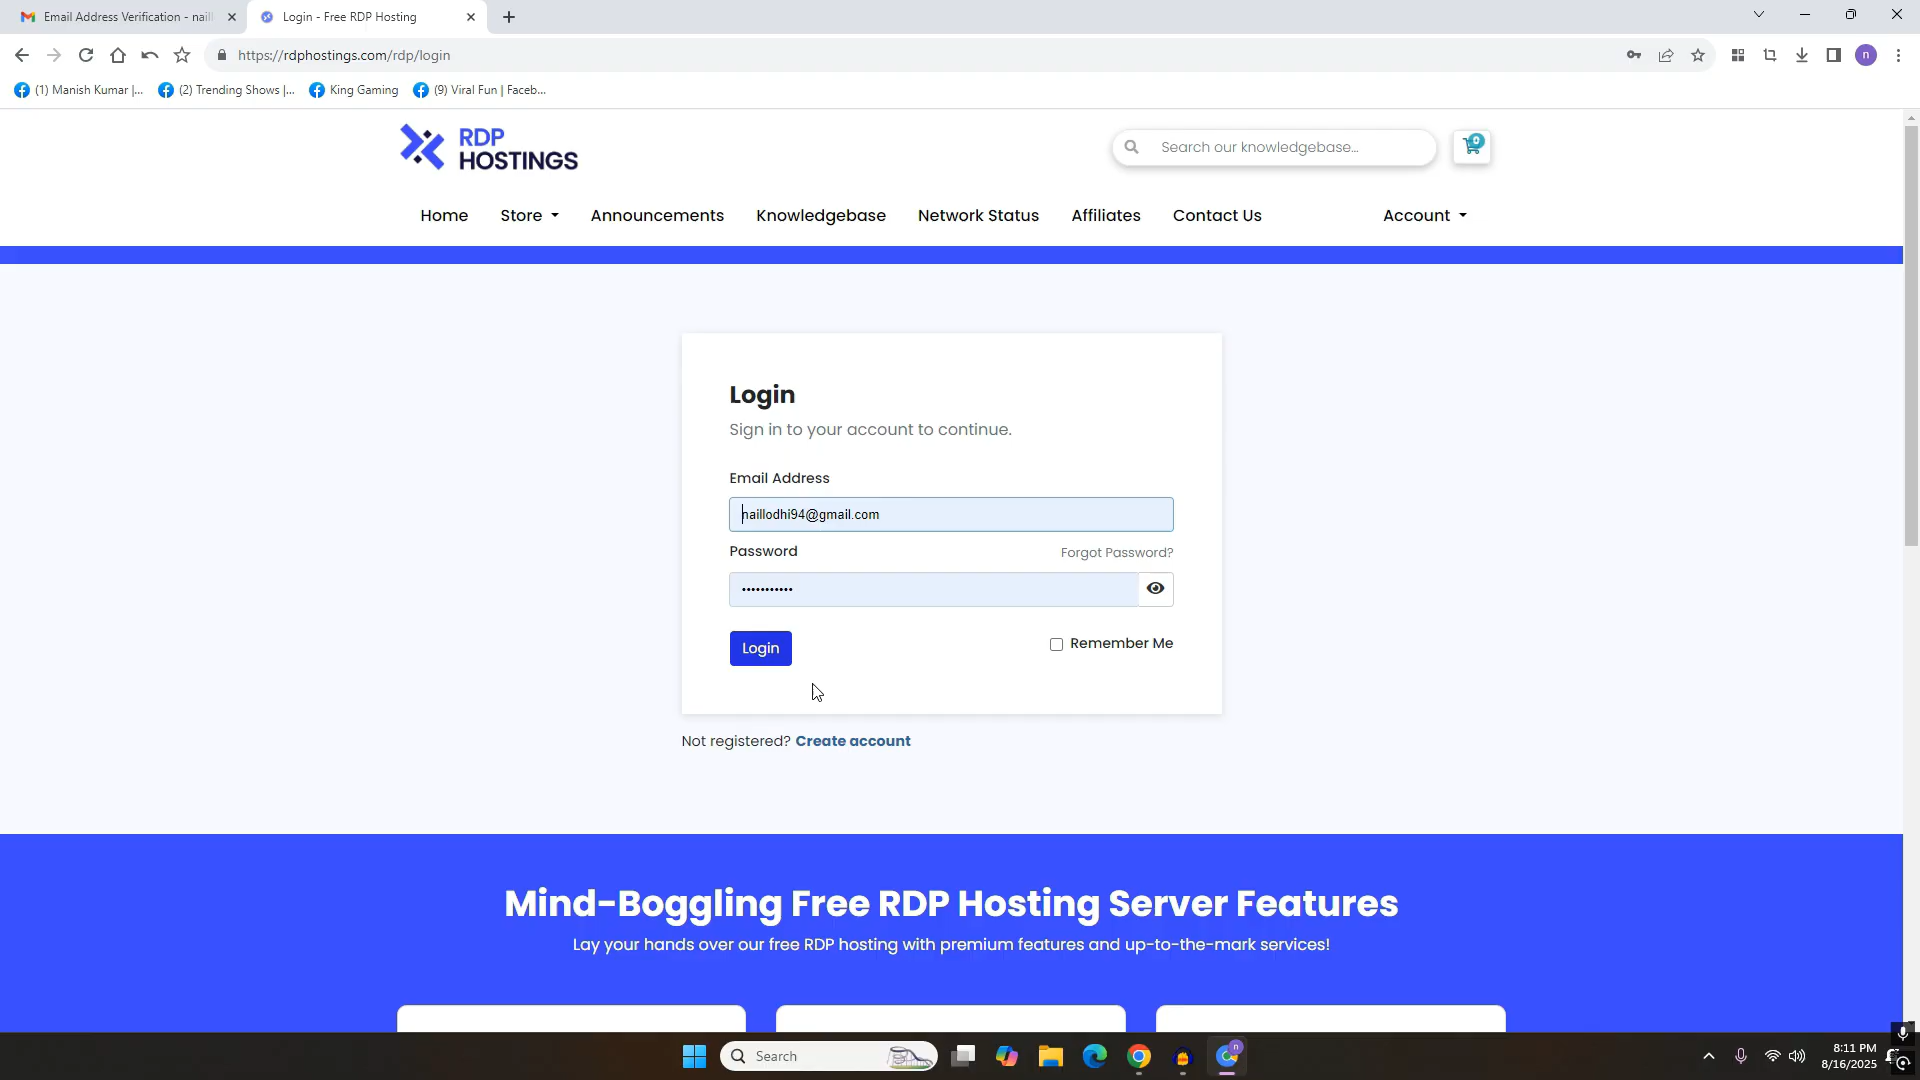 Email Address Verification - nail
Login - Free RDP Hosting
https://rdphostings.com/rdp/login
n
(1) Manish Kumar |...
(2) Trending Shows |...
King Gaming
(9) Viral Fun | Faceb...
RDP
HOSTINGS
Search our knowledgebase...
0
Home
Store
Announcements
Knowledgebase
Network Status
Affiliates
Contact Us
Account
Login
Sign in to your account to continue.
Email Address
naillodhi94@gmail.com
Password
Forgot Password?
Login
Remember Me
Not registered? Create account
Mind-Boggling Free RDP Hosting Server Features
Lay your hands over our free RDP hosting with premium features and up-to-the-mark services!
Search
n
8:11 PM
8/16/2025